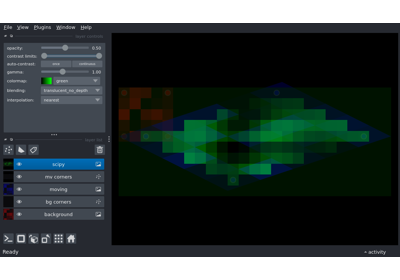 File View Plugins Window Help
opacity: 0.50
contrast limits:
auto-contrast: once continuous
gamma: 1.00
colormap: green
blending: translucent_no_depth
interpolation: nearest
scipy
mv corners
moving
bg corners
background
Ready
activity